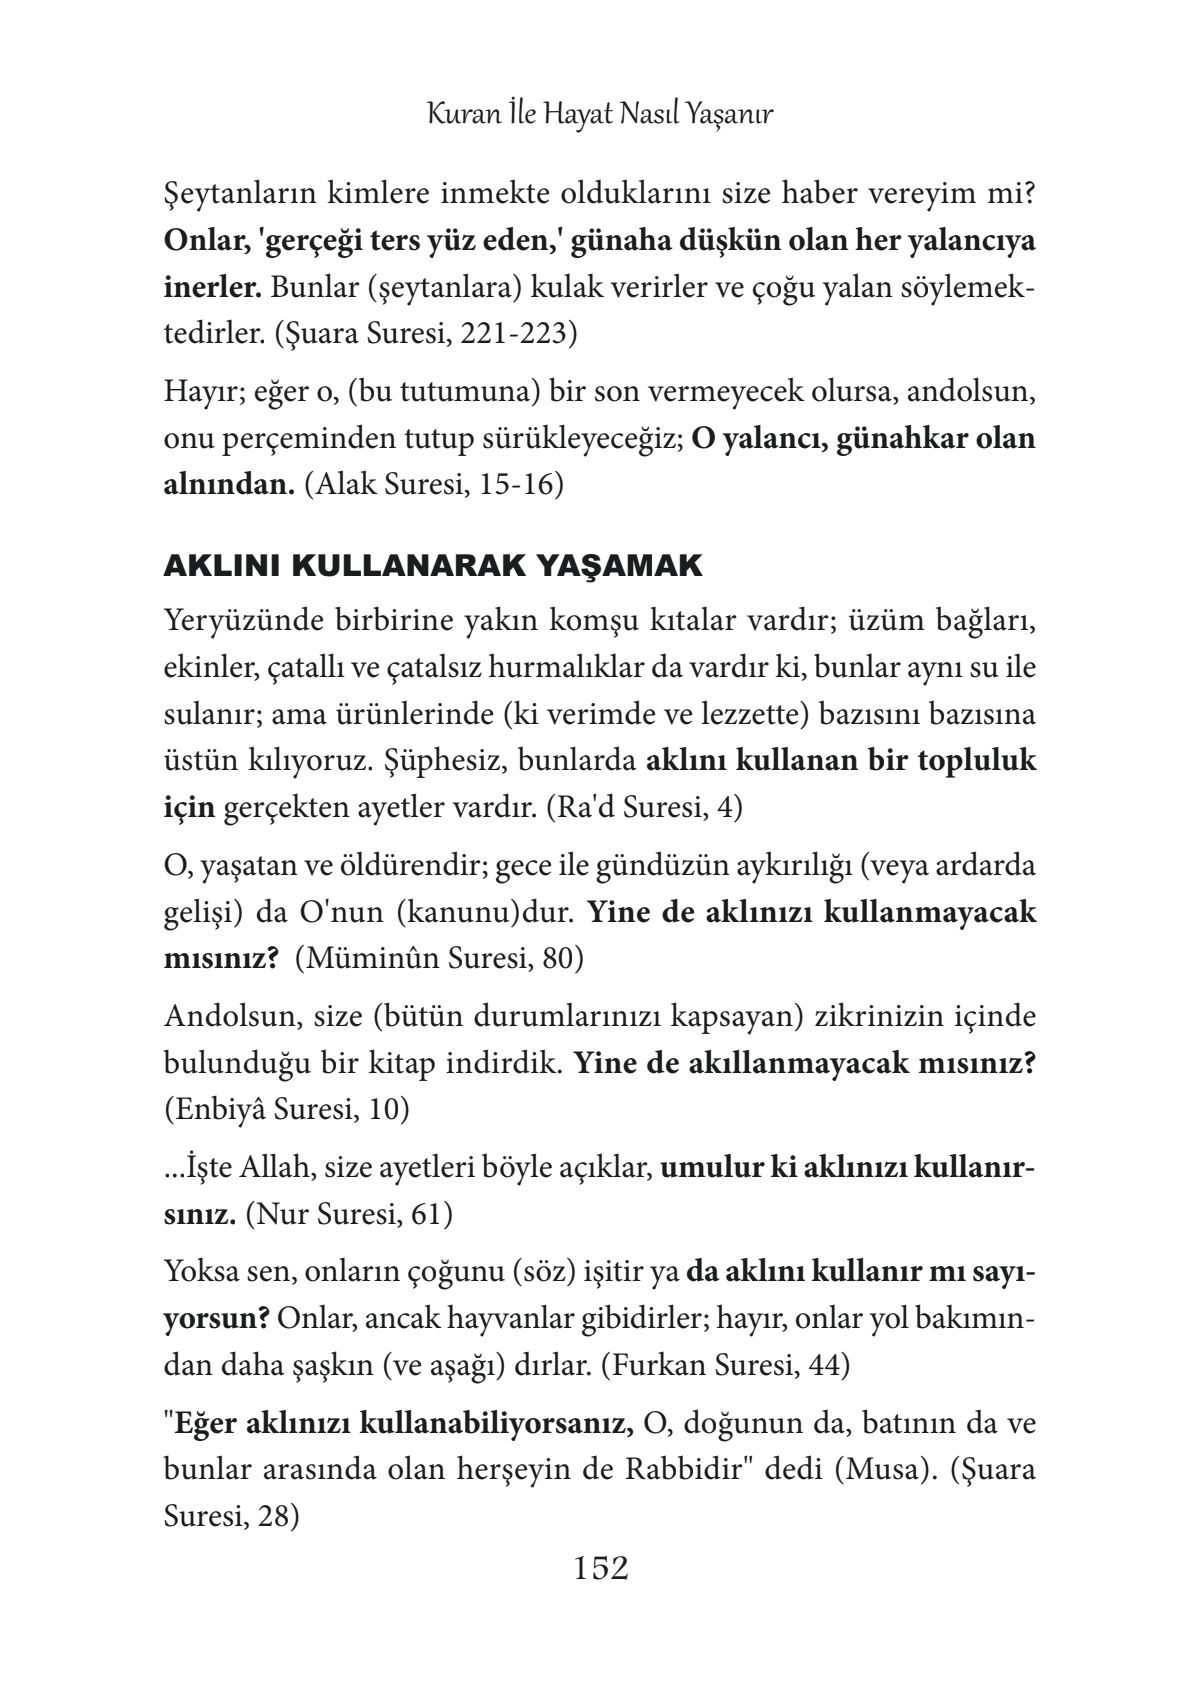 Kuran İle Hayat Nasıl Yaşanır
Şeytanların kimlere inmekte olduklarını size haber vereyim mi?
Onlar, 'gerçeği ters yüz eden,' günaha düşkün olan her yalancıya
inerler. Bunlar (şeytanlara) kulak verirler ve çoğu yalan söylemek-
tedirler. (Şuara Suresi, 221-223)
Hayır; eğer o, (bu tutumuna) bir son vermeyecek olursa, andolsun,
onu perçeminden tutup sürükleyeceğiz; O yalancı, günahkar olan
alnından. (Alak Suresi, 15-16)
AKLINI KULLANARAK YAŞAMAK
Yeryüzünde birbirine yakın komşu kıtalar vardır; üzüm bağları,
ekinler, çatallı ve çatalsız hurmalıklar da vardır ki, bunlar aynı su ile
sulanır; ama ürünlerinde (ki verimde ve lezzette) bazısını bazısına
üstün kılıyoruz. Şüphesiz, bunlarda aklını kullanan bir topluluk
için gerçekten ayetler vardır. (Ra'd Suresi, 4)
O, yaşatan ve öldürendir; gece ile gündüzün aykırılığı (veya ardarda
gelişi) da O'nun (kanunu)dur. Yine de aklınızı kullanmayacak
mısınız? (Müminûn Suresi, 80)
Andolsun, size (bütün durumlarınızı kapsayan) zikrinizin içinde
bulunduğu bir kitap indirdik. Yine de akıllanmayacak mısınız?
(Enbiyâ Suresi, 10)
...İşte Allah, size ayetleri böyle açıklar, umulur ki aklınızı kullanır-
sınız. (Nur Suresi, 61)
Yoksa sen, onların çoğunu (söz) işitir ya da aklını kullanır mı sayı-
yorsun? Onlar, ancak hayvanlar gibidirler; hayır, onlar yol bakımın-
dan daha şaşkın (ve aşağı) dırlar. (Furkan Suresi, 44)
"Eğer aklınızı kullanabiliyorsanız, O, doğunun da, batının da ve
bunlar arasında olan herşeyin de Rabbidir" dedi (Musa). (Şuara
Suresi, 28)
152